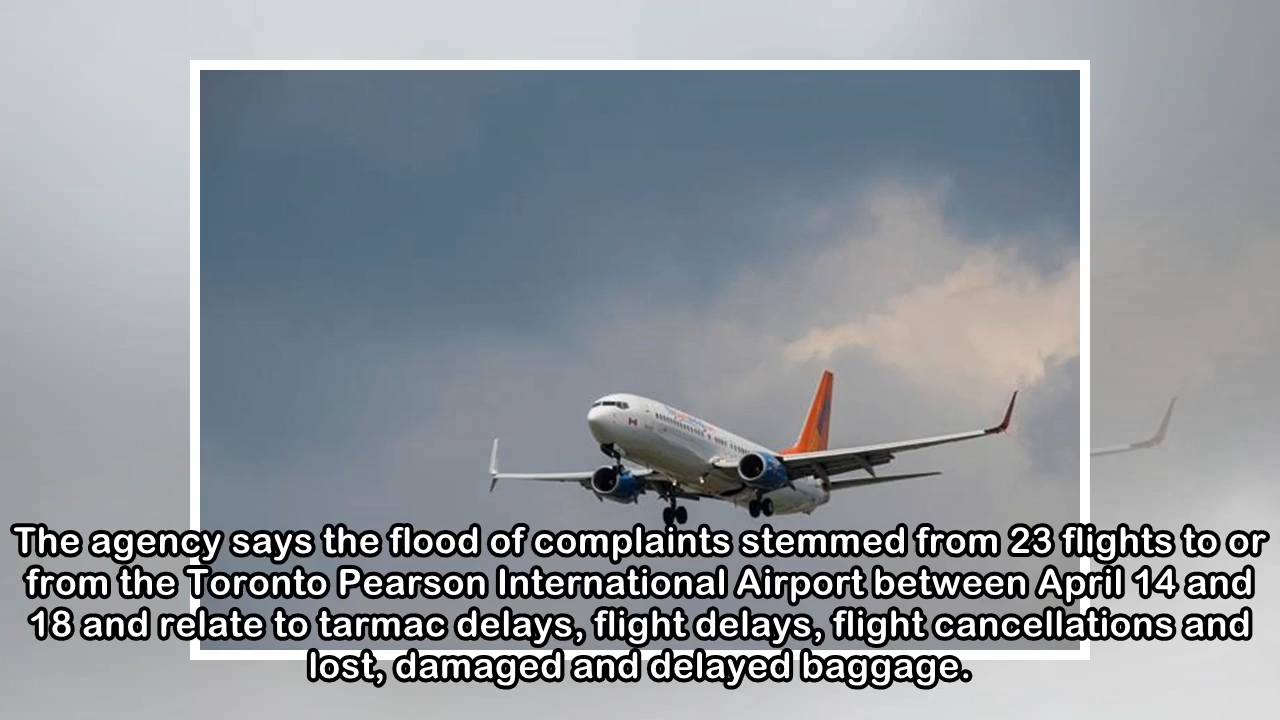 The agency says the flood of complaints stemmed from 23 flights to or
from the Toronto Pearson International Airport between April 14 and
18 and relate to tarmac delays, flight delays, flight cancellations and
lost, damaged and delayed baggage.